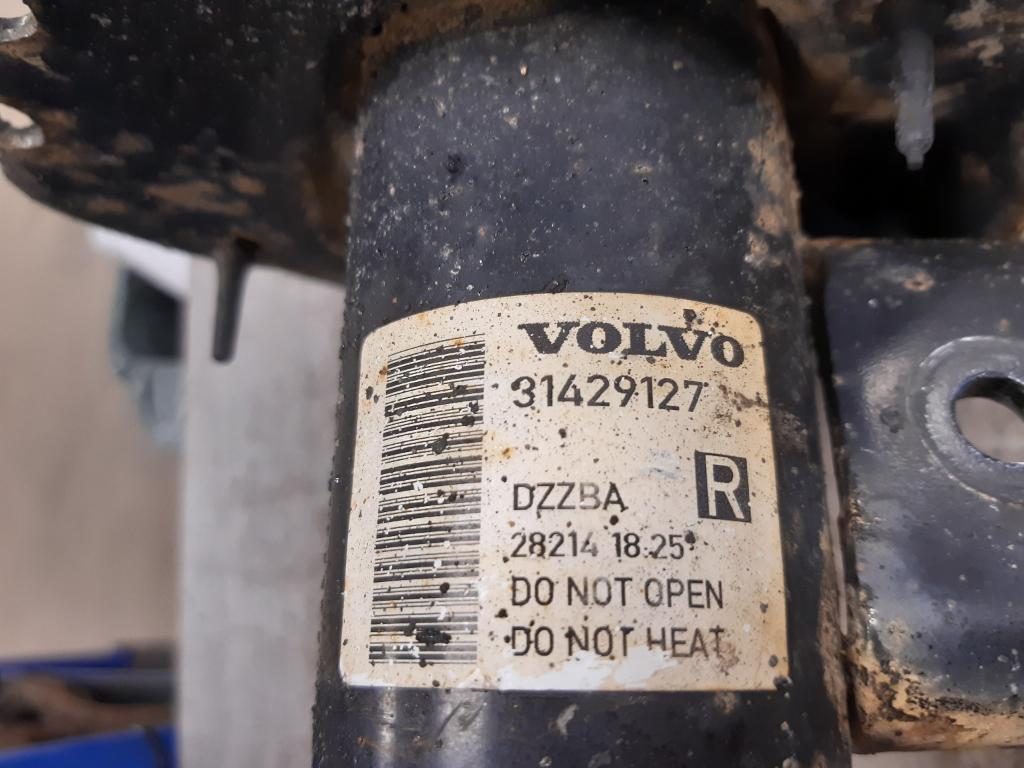 VOLVO
31429127
R
DZZBA
28214 18:25
DO NOT OPEN
DO NOT HEAT